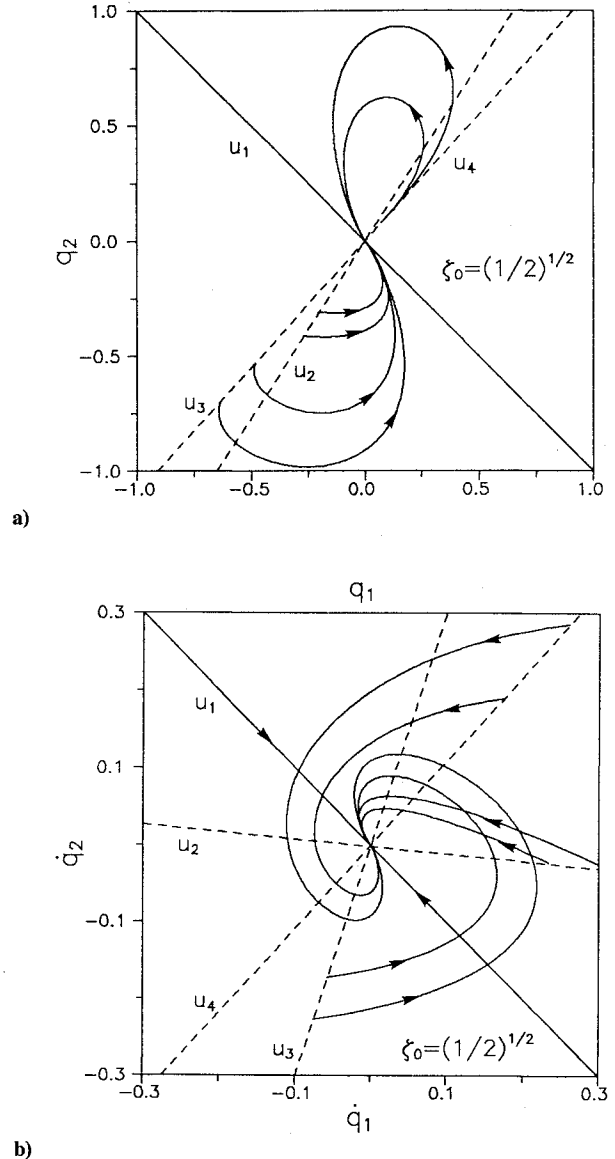 1.0
0.5
0.0
-0.5
-1.0
q₂
u₁
u₄
ζ₀=(1/2)^{1/2}
u₂
u₃
-1.0 -0.5 0.0 0.5 1.0
a)
q₁
0.3
0.1
-0.1
-0.3
q̇₂
u₁
u₂
u₄
u₃
ζ₀=(1/2)^{1/2}
-0.3 -0.1 0.1 0.3
q̇₁
b)